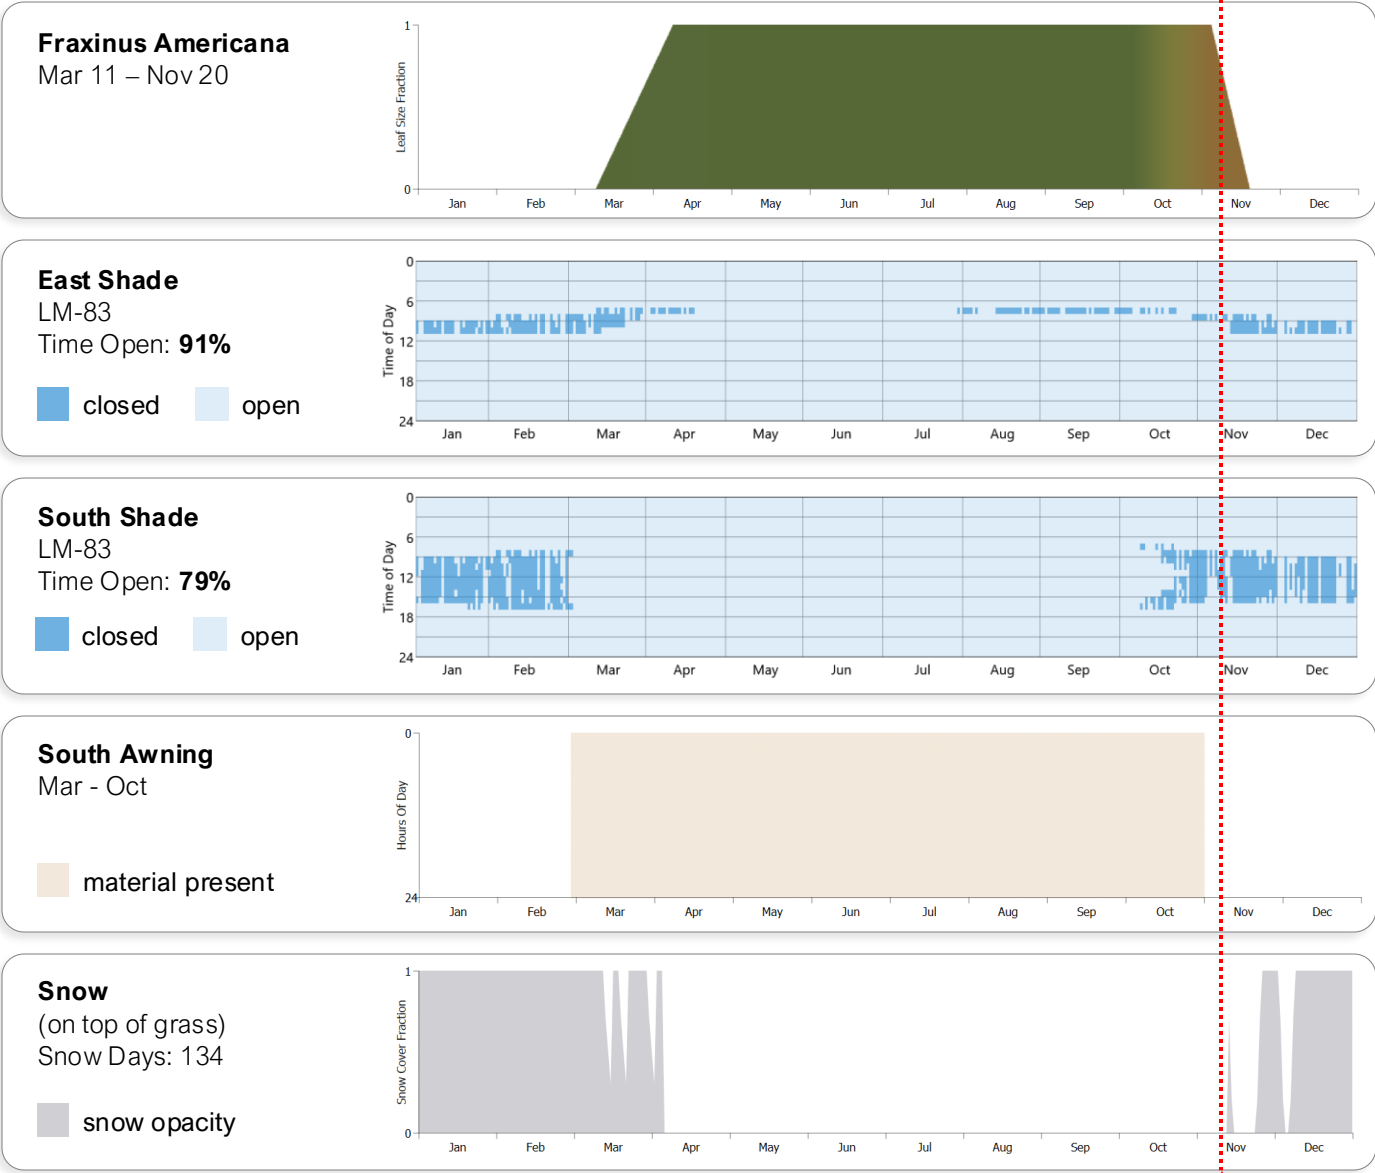 Fraxinus Americana
Mar 11 – Nov 20
Leaf Size Fraction
1
0
Jan Feb Mar Apr May Jun Jul Aug Sep Oct Nov Dec
East Shade
LM-83
Time Open: 91%
closed open
Time of Day
0
6
12
18
24
Jan Feb Mar Apr May Jun Jul Aug Sep Oct Nov Dec
South Shade
LM-83
Time Open: 79%
closed open
Time of Day
0
6
12
18
24
Jan Feb Mar Apr May Jun Jul Aug Sep Oct Nov Dec
South Awning
Mar - Oct
material present
Hours Of Day
0
24
Jan Feb Mar Apr May Jun Jul Aug Sep Oct Nov Dec
Snow
(on top of grass)
Snow Days: 134
snow opacity
Snow Cover Fraction
1
0
Jan Feb Mar Apr May Jun Jul Aug Sep Oct Nov Dec